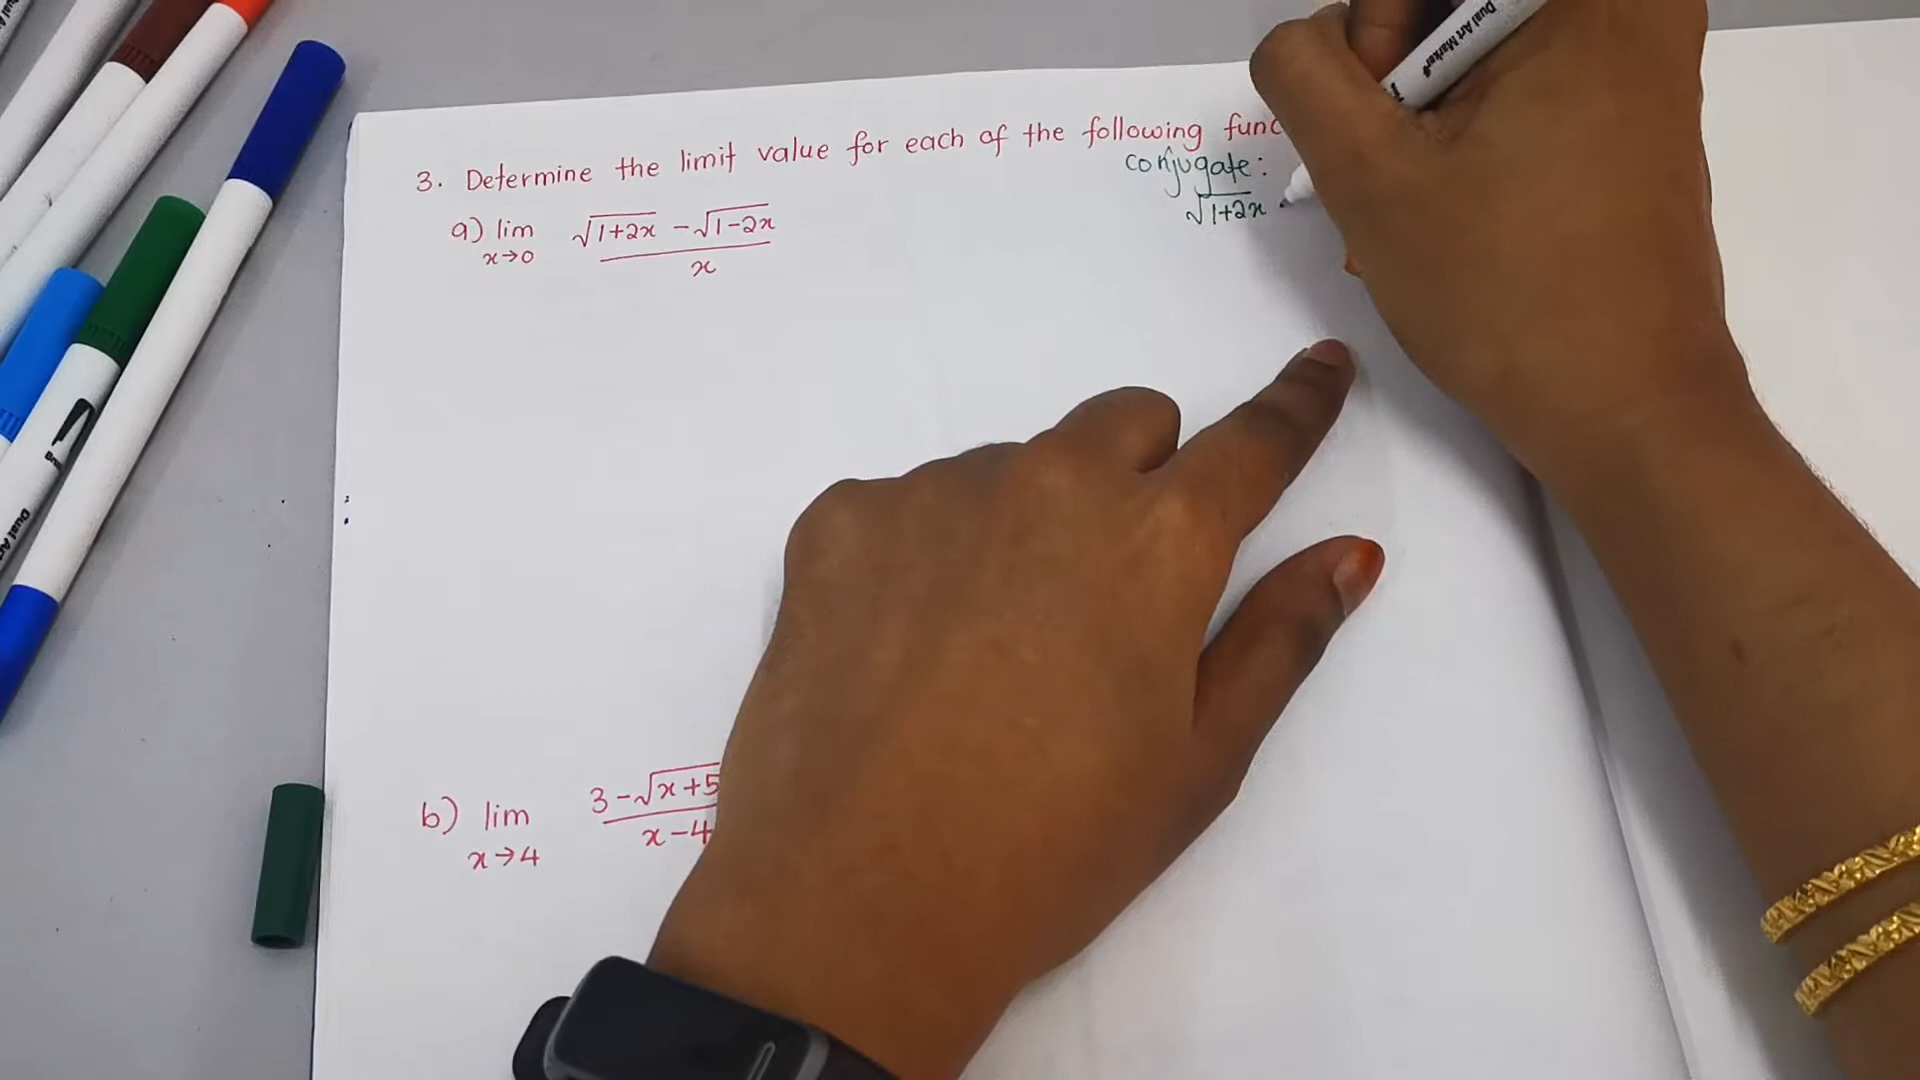 3. Determine the limit value for each of the following func
conjugate:
√1+2x
a) lim x→0 √1+2x - √1-2x
x
b) lim x→4 3-√x+5
x-4
Dual Art Marker